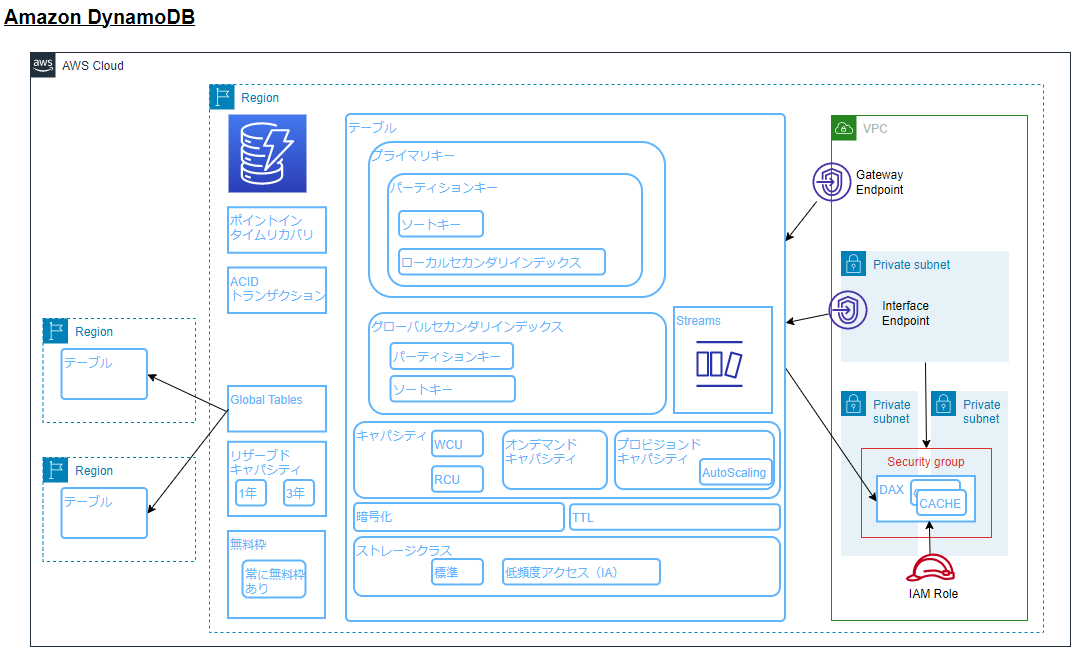 Amazon DynamoDB
aws
AWS Cloud
Region
ポイントイン
タイムリカバリ
ACID
トランザクション
Global Tables
リザーブド
キャパシティ
1年
3年
無料枠
常に無料枠
あり
Region
テーブル
Region
テーブル
テーブル
プライマリキー
パーティションキー
ソートキー
ローカルセカンダリインデックス
グローバルセカンダリインデックス
パーティションキー
ソートキー
Streams
キャパシティ
WCU
RCU
オンデマンド
キャパシティ
プロビジョンド
キャパシティ
AutoScaling
暗号化
TTL
ストレージクラス
標準
低頻度アクセス（IA）
VPC
Gateway
Endpoint
Private subnet
Interface
Endpoint
Private
subnet
Private
subnet
Security group
DAX
CACHE
IAM Role